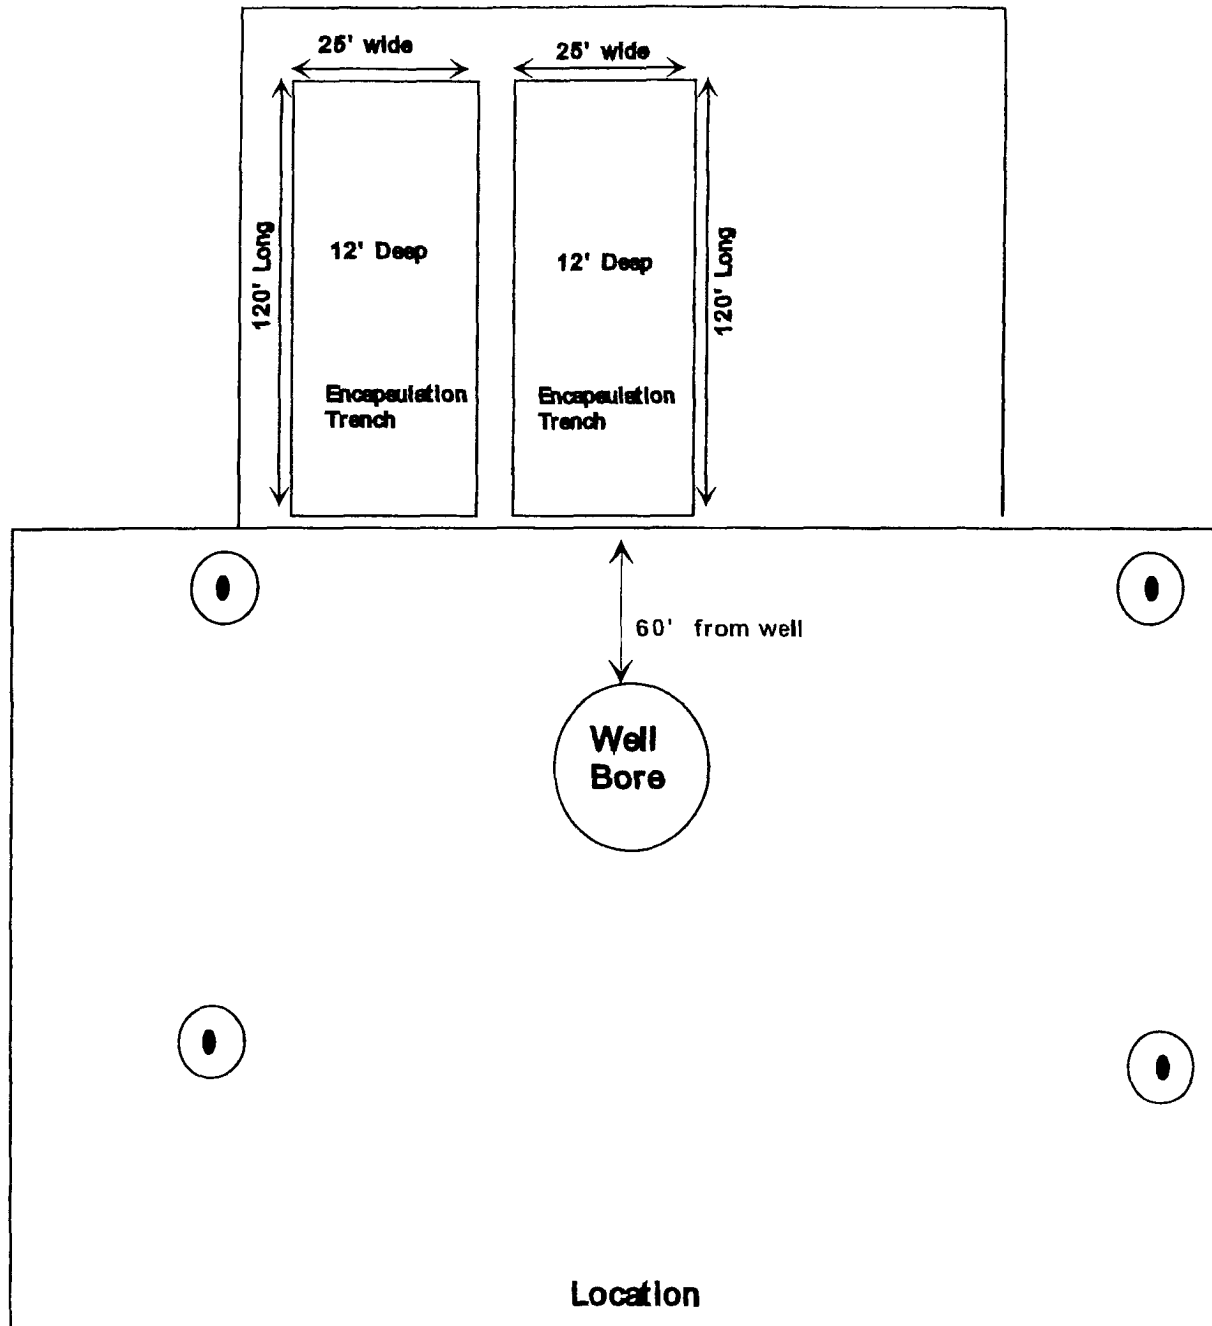 25' wide
25' wide
120' Long
12' Deep
12' Deep
120' Long
Encapsulation
Trench
Encapsulation
Trench
60' from well
Well
Bore
Location